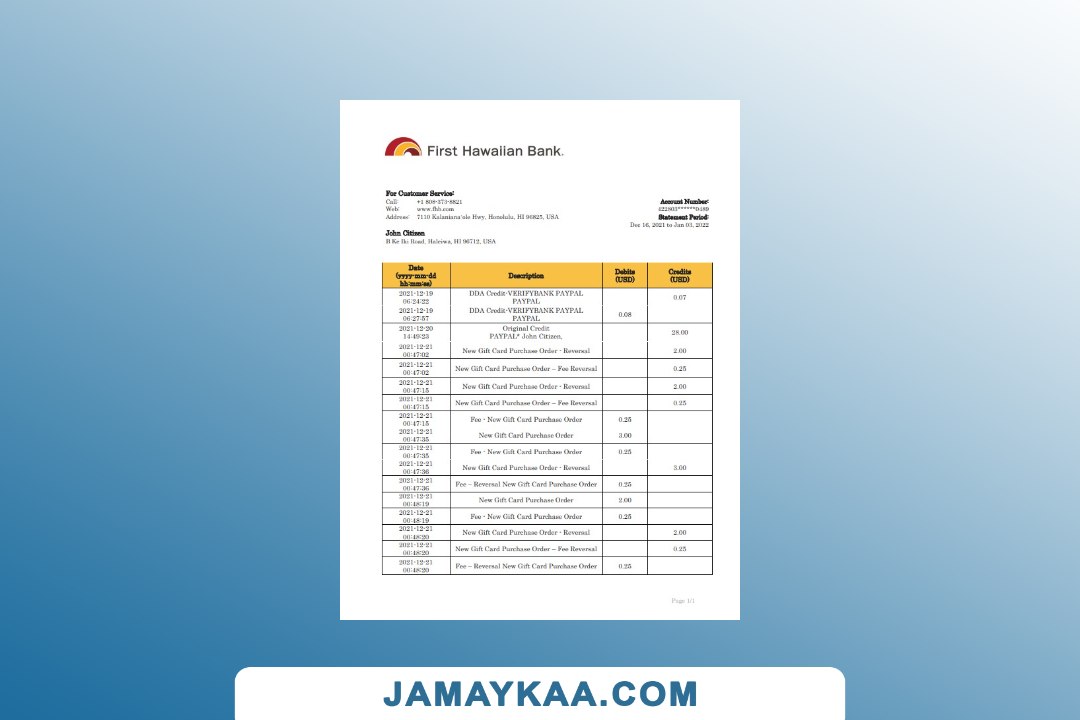 First Hawaiian Bank.
For Customer Service:
Call: +1 808-373-8821
Web: www.fhb.com
Address: 7110 Kalaniana'ole Hwy, Honolulu, HI 96825, USA
Account Number:
Statement Period:
Dec 16, 2021 to Jan 03, 2022
John Citizen
Ke Iki Road, Haleiwa, HI 96712, USA
Date (yyyy-mm-dd hh:mm:ss) Description Debits (USD) Credits (USD)
2021-12-19 06:24:22 DDA Credit-VERIFYBANK PAYPAL PAYPAL 0.07
2021-12-19 06:27:57 DDA Credit-VERIFYBANK PAYPAL PAYPAL 0.08
2021-12-20 14:49:23 Original Credit PAYPAL* John Citizen, 28.00
2021-12-21 00:47:02 New Gift Card Purchase Order - Reversal 2.00
2021-12-21 00:47:02 New Gift Card Purchase Order – Fee Reversal 0.25
2021-12-21 00:47:15 New Gift Card Purchase Order - Reversal 2.00
2021-12-21 00:47:15 New Gift Card Purchase Order – Fee Reversal 0.25
2021-12-21 00:47:15 Fee - New Gift Card Purchase Order 0.25
2021-12-21 00:47:35 New Gift Card Purchase Order 3.00
2021-12-21 00:47:35 Fee - New Gift Card Purchase Order 0.25
2021-12-21 00:47:36 New Gift Card Purchase Order - Reversal 3.00
2021-12-21 00:47:36 Fee – Reversal New Gift Card Purchase Order 0.25
2021-12-21 00:48:19 New Gift Card Purchase Order 2.00
2021-12-21 00:48:19 Fee - New Gift Card Purchase Order 0.25
2021-12-21 00:48:20 New Gift Card Purchase Order - Reversal 2.00
2021-12-21 00:48:20 New Gift Card Purchase Order – Fee Reversal 0.25
2021-12-21 00:48:20 Fee – Reversal New Gift Card Purchase Order 0.25
Page 1/1
JAMAYKAA.COM